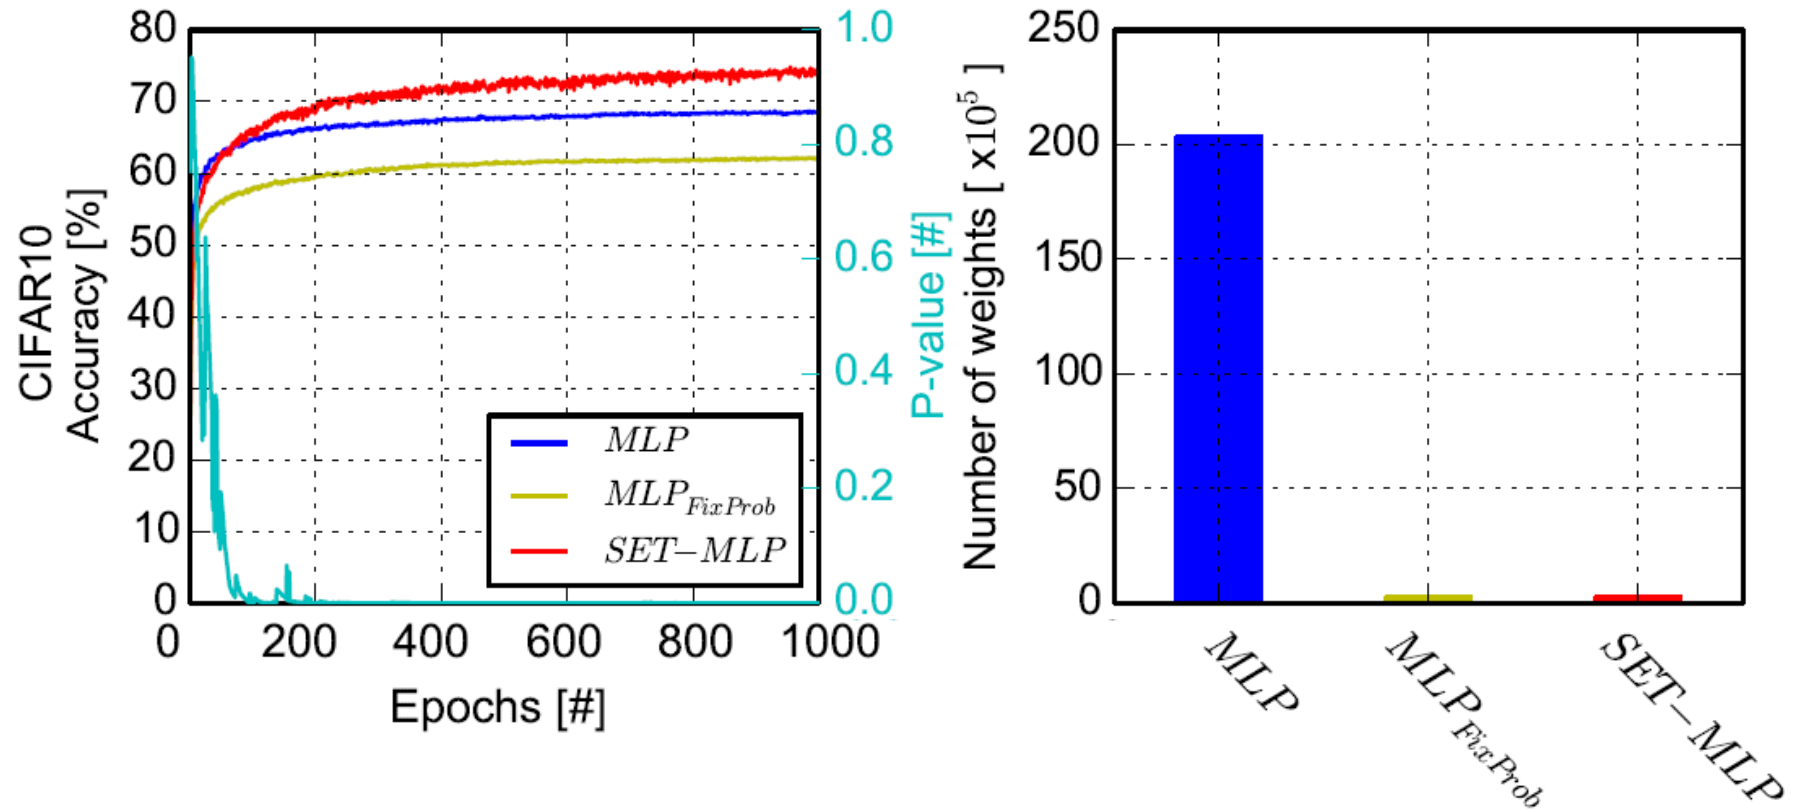 80
70
60
50
40
30
20
10
0
CIFAR10
Accuracy [%]
0 200 400 600 800 1000
Epochs [#]
1.0
0.8
0.6
0.4
0.2
0.0
P-value [#]
MLP
MLP_FixProb
SET−MLP
250
200
150
100
50
0
Number of weights [ x10⁵ ]
MLP
MLP_FixProb
SET−MLP